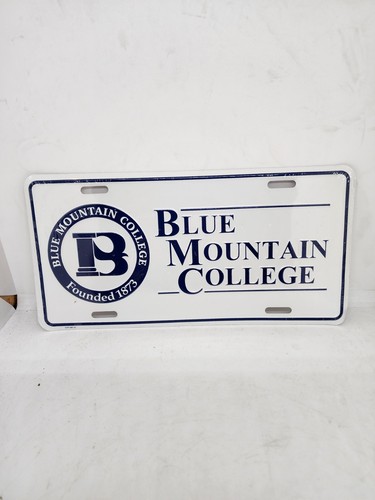 BLUE MOUNTAIN COLLEGE
B
Founded 1873
BLUE
MOUNTAIN
COLLEGE